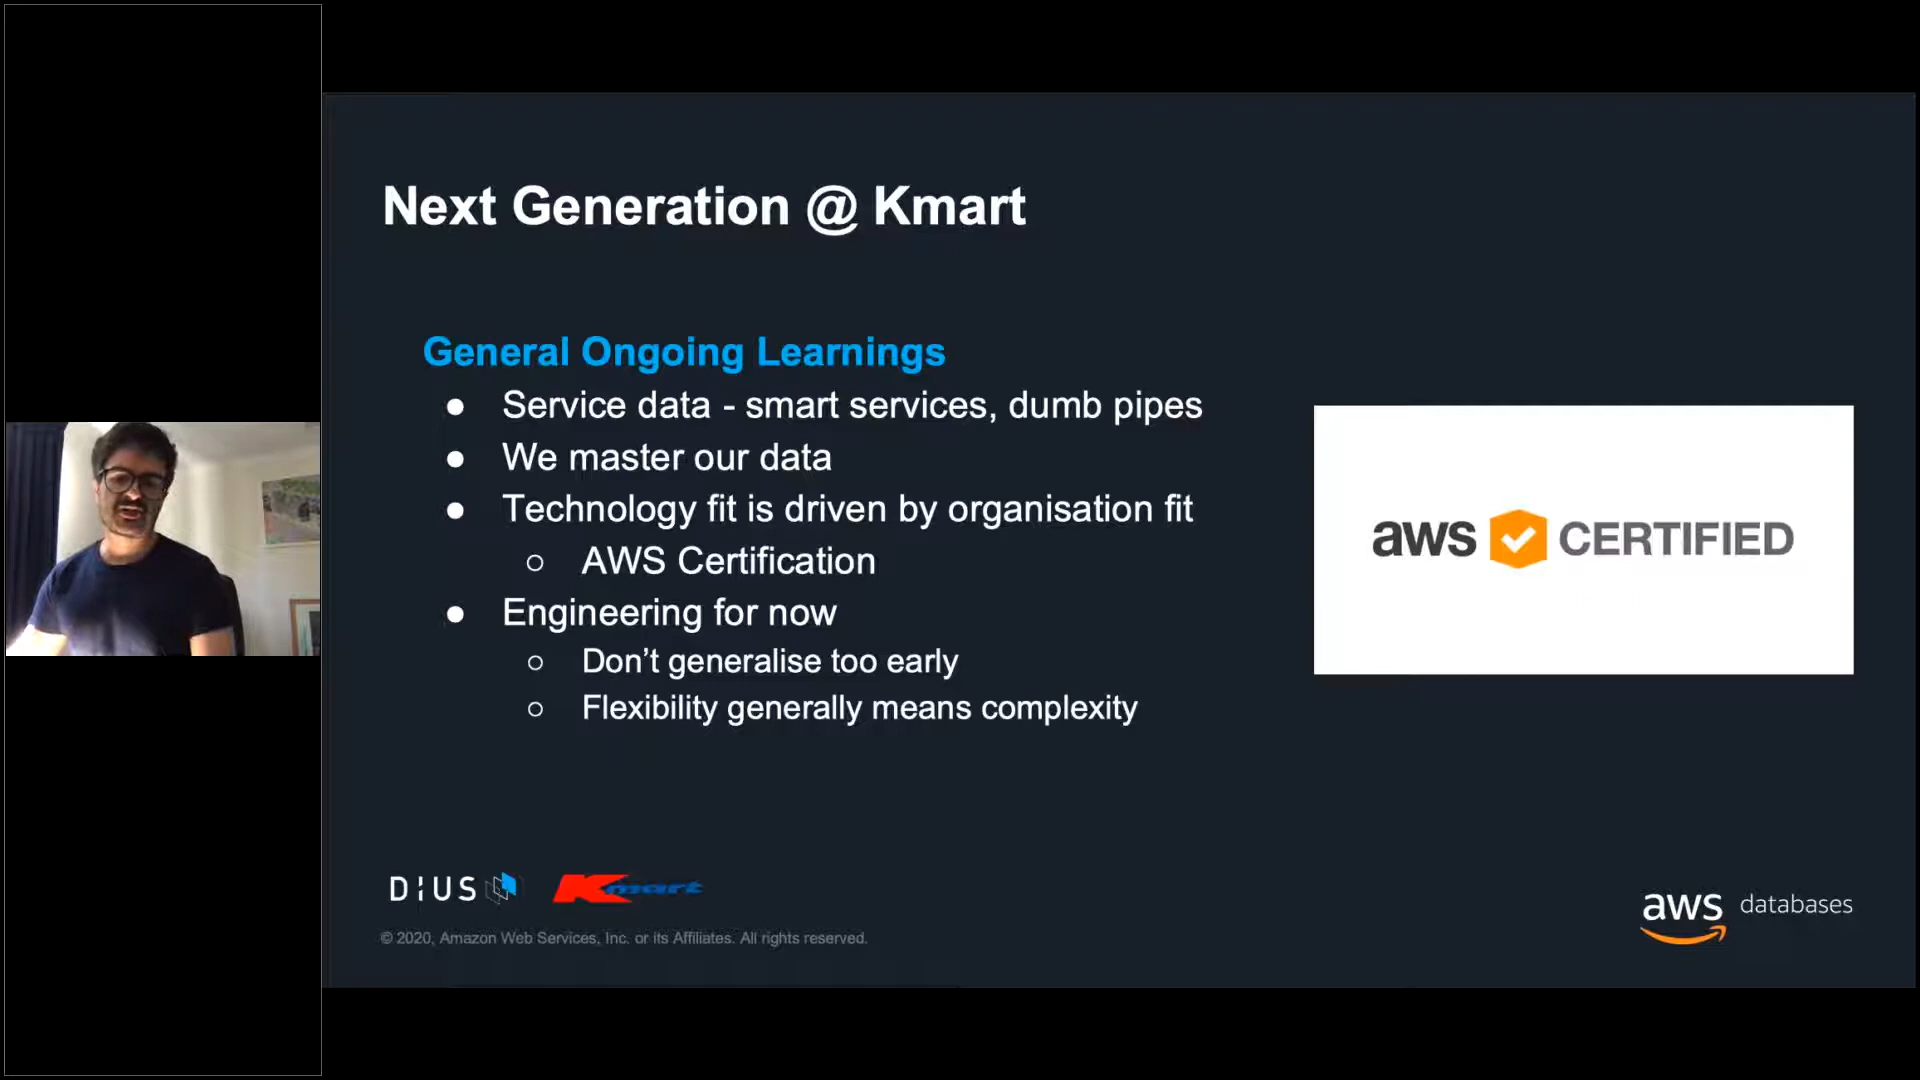 Next Generation @ Kmart
General Ongoing Learnings
● Service data - smart services, dumb pipes
● We master our data
● Technology fit is driven by organisation fit
○ AWS Certification
● Engineering for now
○ Don’t generalise too early
○ Flexibility generally means complexity
aws CERTIFIED
DiUS Kmart
© 2020, Amazon Web Services, Inc. or its Affiliates. All rights reserved.
aws databases